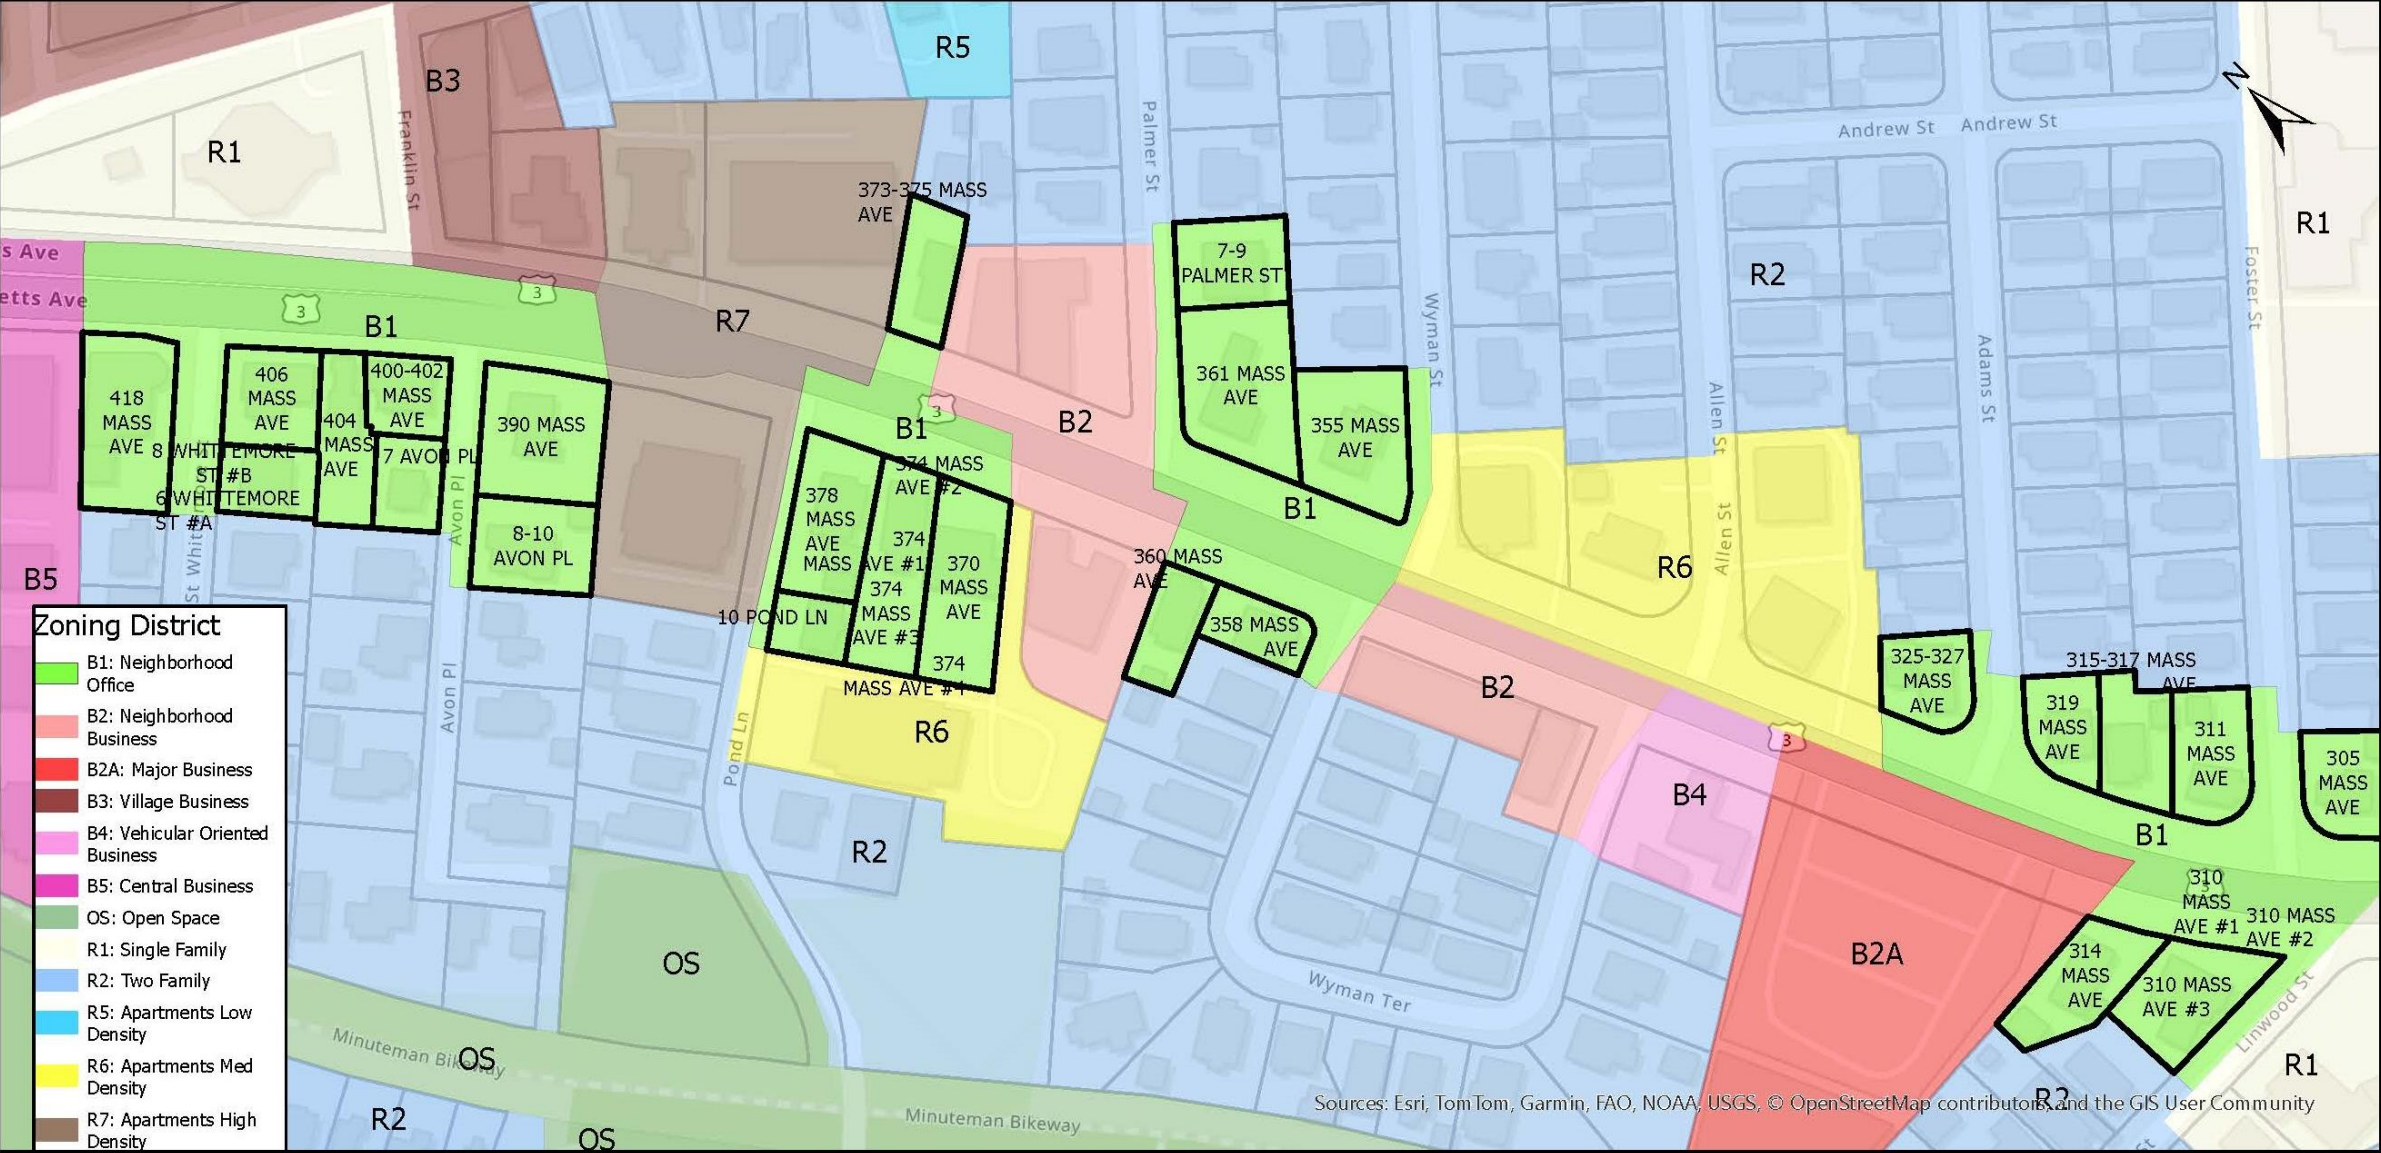 R5
B3
N
Palmer St
Franklin St
Andrew St
Andrew St
R1
373-375 MASS
AVE
R1
s Ave
7-9
PALMER ST
R2
Foster St
etts Ave
3
3
B1
R7
Wyman St
Adams St
418
MASS
AVE
406
MASS
AVE
400-402
MASS
AVE
404
MASS
AVE
390 MASS
AVE
361 MASS
AVE
355 MASS
AVE
Allen St
3
B1
B2
8 WHITTEMORE
ST #B
6 WHITTEMORE
ST #A
7 AVON PL
Avon Pl
374 MASS
AVE #2
B1
378
MASS
AVE
MASS
374
AVE #1
374
MASS
AVE #3
370
MASS
AVE
8-10
AVON PL
Allen St
R6
360 MASS
AVE
358 MASS
AVE
B5
St Whit
10 POND LN
374
MASS AVE #4
Avon Pl
Pond Ln
R6
B2
325-327
MASS
AVE
315-317 MASS
AVE
319
MASS
AVE
311
MASS
AVE
305
MASS
AVE
3
B4
B1
R2
310
MASS
AVE #1
310 MASS
AVE #2
B2A
314
MASS
AVE
310 MASS
AVE #3
OS
Wyman Ter
Linwood St
Minuteman Bikeway
OS
R1
R2
R2
Minuteman Bikeway
OS
St
Zoning District
B1: Neighborhood
Office
B2: Neighborhood
Business
B2A: Major Business
B3: Village Business
B4: Vehicular Oriented
Business
B5: Central Business
OS: Open Space
R1: Single Family
R2: Two Family
R5: Apartments Low
Density
R6: Apartments Med
Density
R7: Apartments High
Density
Sources: Esri, TomTom, Garmin, FAO, NOAA, USGS, © OpenStreetMap contributors, and the GIS User Community